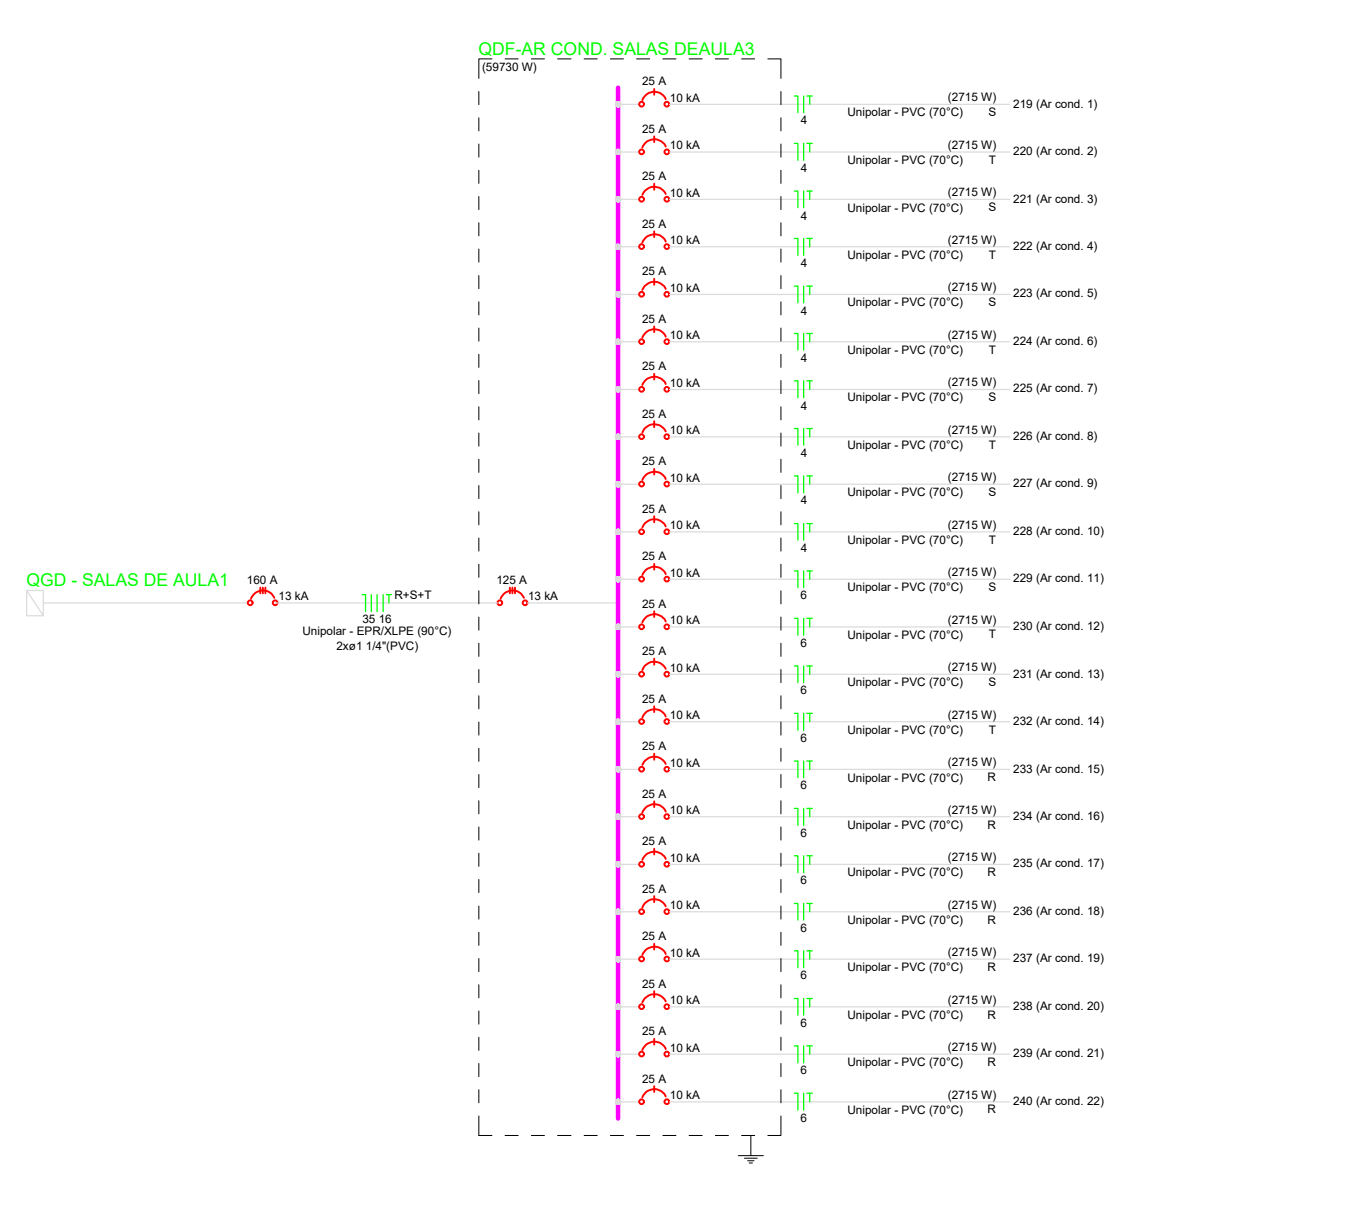 QDF-AR COND. SALAS DEAULA3
(59730 W)
25 A
10 kA
4
(2715 W)
Unipolar - PVC (70°C) S
219 (Ar cond. 1)
25 A
10 kA
4
(2715 W)
Unipolar - PVC (70°C) T
220 (Ar cond. 2)
25 A
10 kA
4
(2715 W)
Unipolar - PVC (70°C) S
221 (Ar cond. 3)
25 A
10 kA
4
(2715 W)
Unipolar - PVC (70°C) T
222 (Ar cond. 4)
25 A
10 kA
4
(2715 W)
Unipolar - PVC (70°C) S
223 (Ar cond. 5)
25 A
10 kA
4
(2715 W)
Unipolar - PVC (70°C) T
224 (Ar cond. 6)
25 A
10 kA
4
(2715 W)
Unipolar - PVC (70°C) S
225 (Ar cond. 7)
25 A
10 kA
4
(2715 W)
Unipolar - PVC (70°C) T
226 (Ar cond. 8)
25 A
10 kA
4
(2715 W)
Unipolar - PVC (70°C) S
227 (Ar cond. 9)
25 A
10 kA
4
(2715 W)
Unipolar - PVC (70°C) T
228 (Ar cond. 10)
25 A
10 kA
6
(2715 W)
Unipolar - PVC (70°C) S
229 (Ar cond. 11)
QGD - SALAS DE AULA1
160 A
13 kA
R+S+T
35 16
Unipolar - EPR/XLPE (90°C)
2xø1 1/4"(PVC)
125 A
13 kA
25 A
10 kA
6
(2715 W)
Unipolar - PVC (70°C) T
230 (Ar cond. 12)
25 A
10 kA
6
(2715 W)
Unipolar - PVC (70°C) S
231 (Ar cond. 13)
25 A
10 kA
6
(2715 W)
Unipolar - PVC (70°C) T
232 (Ar cond. 14)
25 A
10 kA
6
(2715 W)
Unipolar - PVC (70°C) R
233 (Ar cond. 15)
25 A
10 kA
6
(2715 W)
Unipolar - PVC (70°C) R
234 (Ar cond. 16)
25 A
10 kA
6
(2715 W)
Unipolar - PVC (70°C) R
235 (Ar cond. 17)
25 A
10 kA
6
(2715 W)
Unipolar - PVC (70°C) R
236 (Ar cond. 18)
25 A
10 kA
6
(2715 W)
Unipolar - PVC (70°C) R
237 (Ar cond. 19)
25 A
10 kA
6
(2715 W)
Unipolar - PVC (70°C) R
238 (Ar cond. 20)
25 A
10 kA
6
(2715 W)
Unipolar - PVC (70°C) R
239 (Ar cond. 21)
25 A
10 kA
6
(2715 W)
Unipolar - PVC (70°C) R
240 (Ar cond. 22)